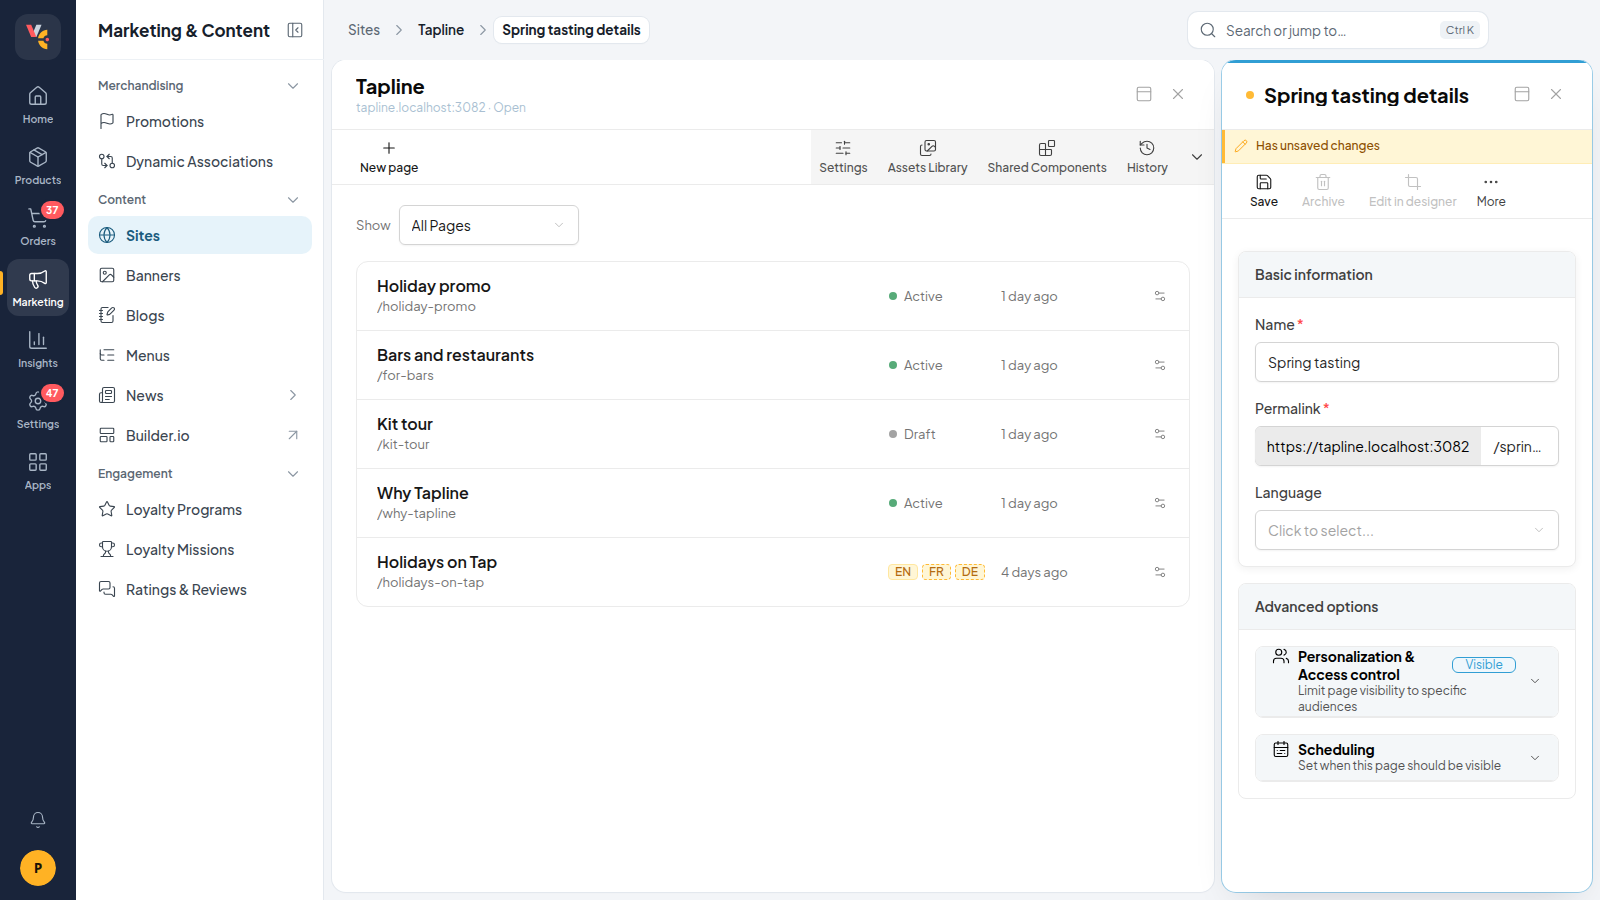 Home
Products
37
Orders
Marketing
Insights
47
Settings
Apps
P
Marketing & Content
Merchandising
Promotions
Dynamic Associations
Content
Sites
Banners
Blogs
Menus
News
Builder.io
Engagement
Loyalty Programs
Loyalty Missions
Ratings & Reviews
Sites > Tapline > Spring tasting details
Search or jump to…
Ctrl K
Tapline
tapline.localhost:3082 · Open
New page
Settings
Assets Library
Shared Components
History
Show
All Pages
Holiday promo
/holiday-promo
Active
1 day ago
Bars and restaurants
/for-bars
Active
1 day ago
Kit tour
/kit-tour
Draft
1 day ago
Why Tapline
/why-tapline
Active
1 day ago
Holidays on Tap
/holidays-on-tap
EN FR DE
4 days ago
Spring tasting details
Has unsaved changes
Save
Archive
Edit in designer
More
Basic information
Name *
Spring tasting
Permalink *
https://tapline.localhost:3082
/sprin…
Language
Click to select...
Advanced options
Personalization &
Access control
Visible
Limit page visibility to specific
audiences
Scheduling
Set when this page should be visible